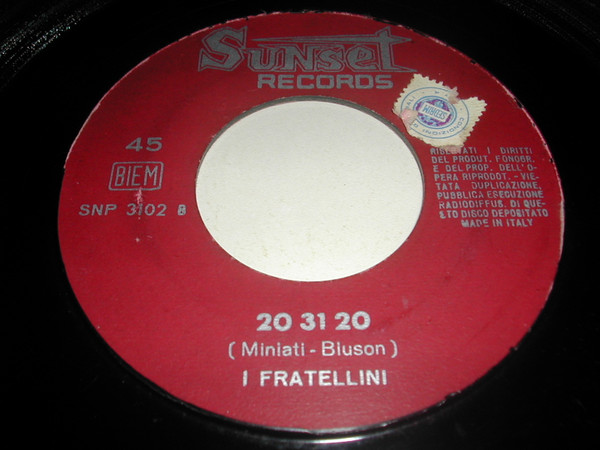 SUNSET
RECORDS
45
BIEM
SNP 3102 B
RISERVATI I DIRITTI
DEL PRODUT. FONOGR.
E DEL PROP. DELL'O-
PERA RIPRODOT. - VIE-
TATA DUPLICAZIONE,
PUBBLICA ESECUZIONE
RADIODIFFUS. DI QUE-
STO DISCO DEPOSITATO
MADE IN ITALY
20 31 20
( Miniati - Biuson )
I FRATELLINI